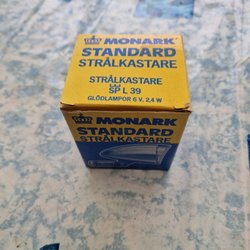 MONARK
STANDARD
STRÅLKASTARE
STRÅLKASTARE
SP L 39
GLÖDLAMPOR 6 V. 2,4 W
MONARK
STANDARD
STRÅLKASTARE